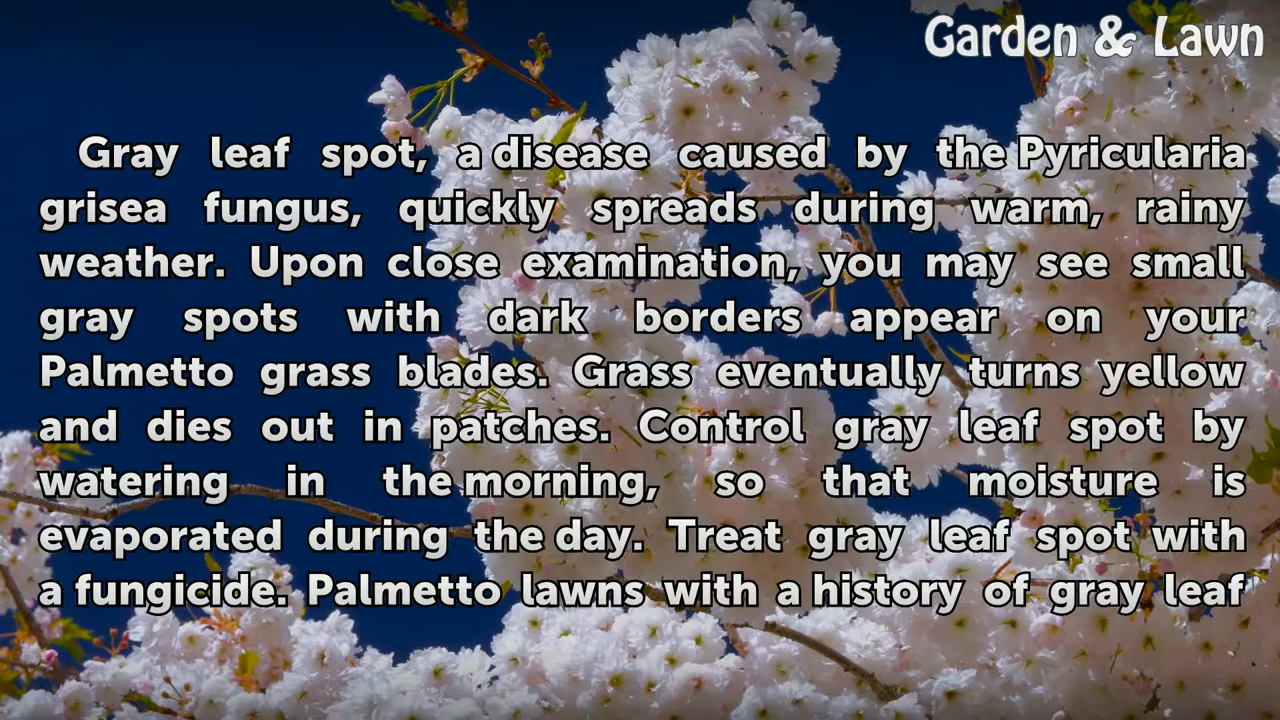 Garden & Lawn
Gray leaf spot, a disease caused by the Pyricularia
grisea fungus, quickly spreads during warm, rainy
weather. Upon close examination, you may see small
gray spots with dark borders appear on your
Palmetto grass blades. Grass eventually turns yellow
and dies out in patches. Control gray leaf spot by
watering in the morning, so that moisture is
evaporated during the day. Treat gray leaf spot with
a fungicide. Palmetto lawns with a history of gray leaf